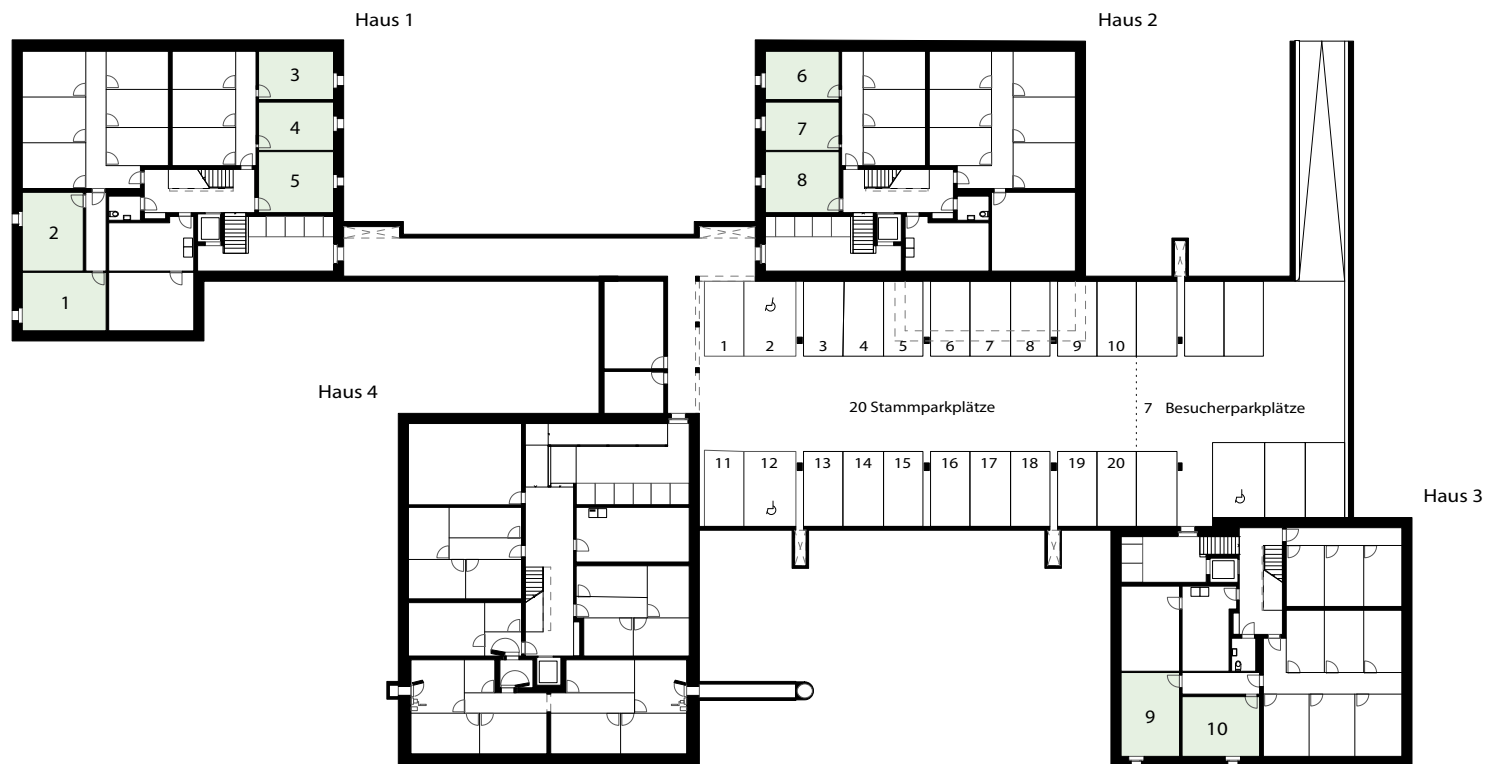 Haus 1
Haus 2
3
4
5
2
1
6
7
8
1 2 3 4 5 6 7 8 9 10
Haus 4
20 Stammparkplätze
7 Besucherparkplätze
11 12 13 14 15 16 17 18 19 20
Haus 3
9
10